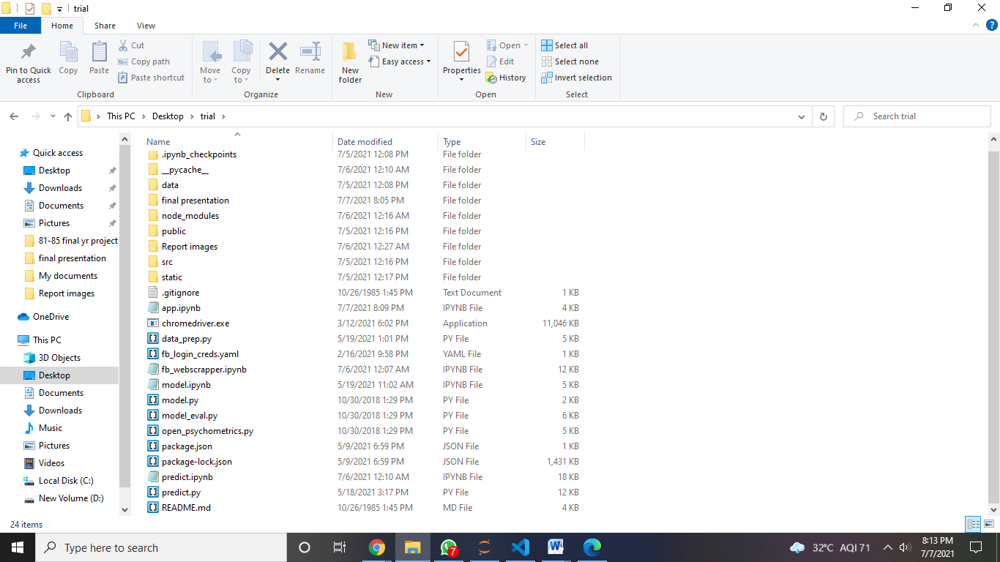 trial
File Home Share View
Pin to Quick access
Copy
Paste
Cut
Copy path
Paste shortcut
Clipboard
Move to
Copy to
Delete
Rename
Organize
New folder
New item
Easy access
New
Properties
Open
Edit
History
Open
Select all
Select none
Invert selection
Select
This PC Desktop trial
Search trial
Quick access
Desktop
Downloads
Documents
Pictures
81-85 final yr project
final presentation
My documents
Report images
OneDrive
This PC
3D Objects
Desktop
Documents
Downloads
Music
Pictures
Videos
Local Disk (C:)
New Volume (D:)
Name Date modified Type Size
.ipynb_checkpoints 7/5/2021 12:08 PM File folder
__pycache__ 7/6/2021 12:10 AM File folder
data 7/5/2021 12:08 PM File folder
final presentation 7/7/2021 8:05 PM File folder
node_modules 7/6/2021 12:16 AM File folder
public 7/5/2021 12:16 PM File folder
Report images 7/6/2021 12:27 AM File folder
src 7/5/2021 12:16 PM File folder
static 7/5/2021 12:17 PM File folder
.gitignore 10/26/1985 1:45 PM Text Document 1 KB
app.ipynb 7/7/2021 8:09 PM IPYNB File 4 KB
chromedriver.exe 3/12/2021 6:02 PM Application 11,046 KB
data_prep.py 5/19/2021 1:01 PM PY File 5 KB
fb_login_creds.yaml 2/16/2021 9:58 PM YAML File 1 KB
fb_webscrapper.ipynb 7/6/2021 12:07 AM IPYNB File 12 KB
model.ipynb 5/19/2021 11:02 AM IPYNB File 5 KB
model.py 10/30/2018 1:29 PM PY File 2 KB
model_eval.py 10/30/2018 1:29 PM PY File 6 KB
open_psychometrics.py 10/30/2018 1:29 PM PY File 5 KB
package.json 5/9/2021 6:59 PM JSON File 1 KB
package-lock.json 5/9/2021 6:59 PM JSON File 1,431 KB
predict.ipynb 7/6/2021 12:10 AM IPYNB File 18 KB
predict.py 5/18/2021 3:17 PM PY File 12 KB
README.md 10/26/1985 1:45 PM MD File 4 KB
24 items
Type here to search
7
32°C AQI 71
8:13 PM
7/7/2021